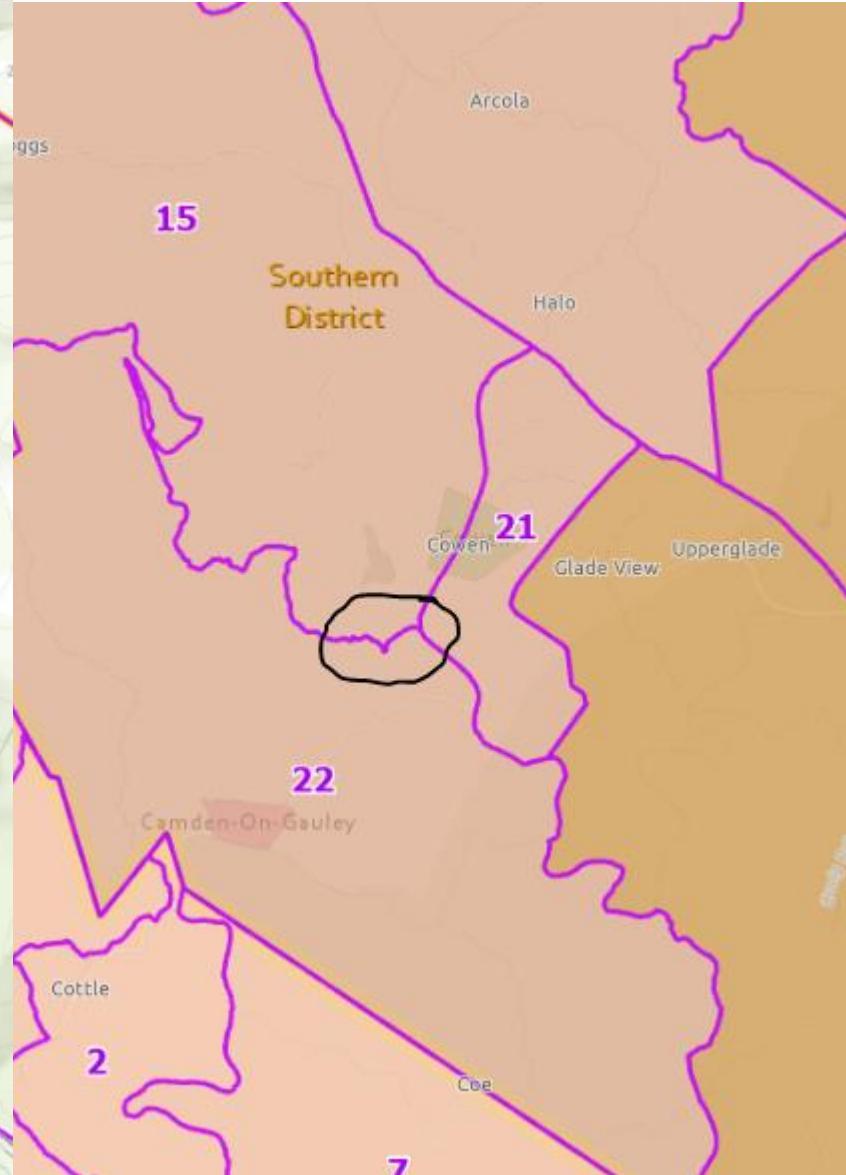 Arcola
ggs
15
Southern
District
Halo
21
Cowen
Upperglade
Glade View
22
Camden-On-Gauley
Cottle
2
Coe
7